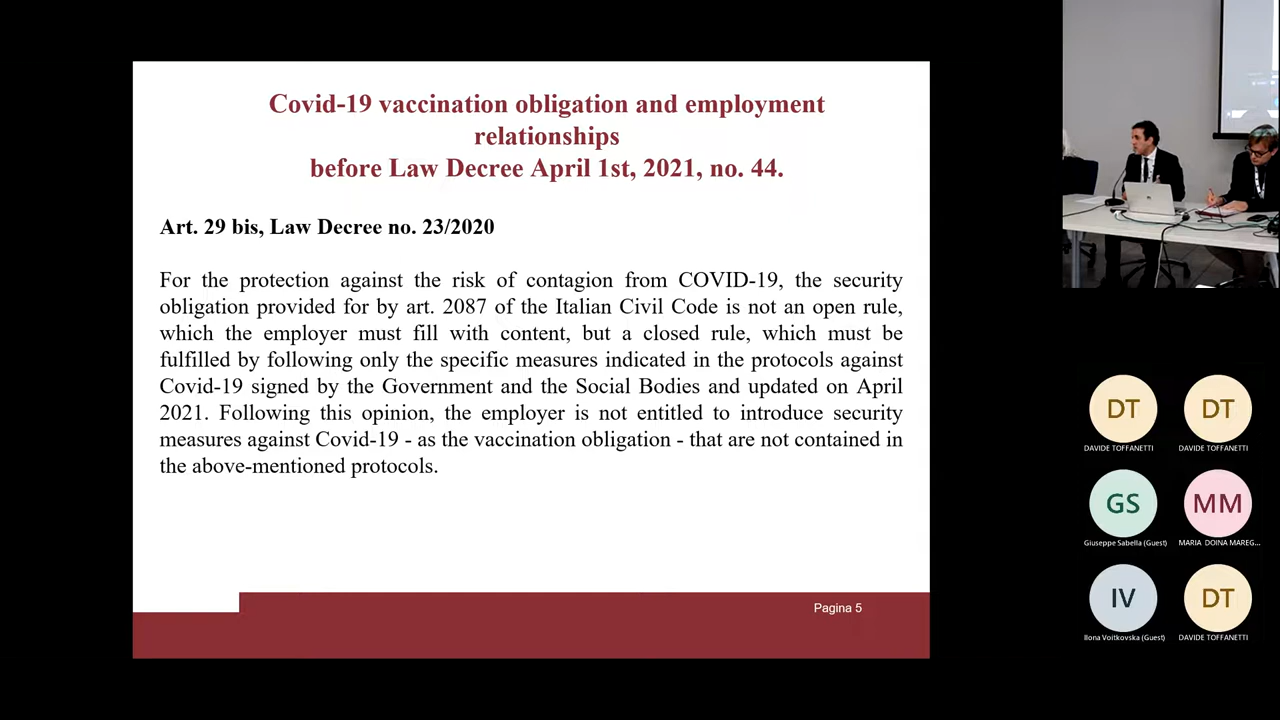 Covid-19 vaccination obligation and employment
relationships
before Law Decree April 1st, 2021, no. 44.
Art. 29 bis, Law Decree no. 23/2020
For the protection against the risk of contagion from COVID-19, the security
obligation provided for by art. 2087 of the Italian Civil Code is not an open rule,
which the employer must fill with content, but a closed rule, which must be
fulfilled by following only the specific measures indicated in the protocols against
Covid-19 signed by the Government and the Social Bodies and updated on April
2021. Following this opinion, the employer is not entitled to introduce security
measures against Covid-19 - as the vaccination obligation - that are not contained in
the above-mentioned protocols.
Pagina 5
DT DT
DAVIDE TOFFANETTI DAVIDE TOFFANETTI
GS MM
Giuseppe Sabella (Guest) MARIA DOINA MAREG...
IV DT
Ilona Voitkovska (Guest) DAVIDE TOFFANETTI